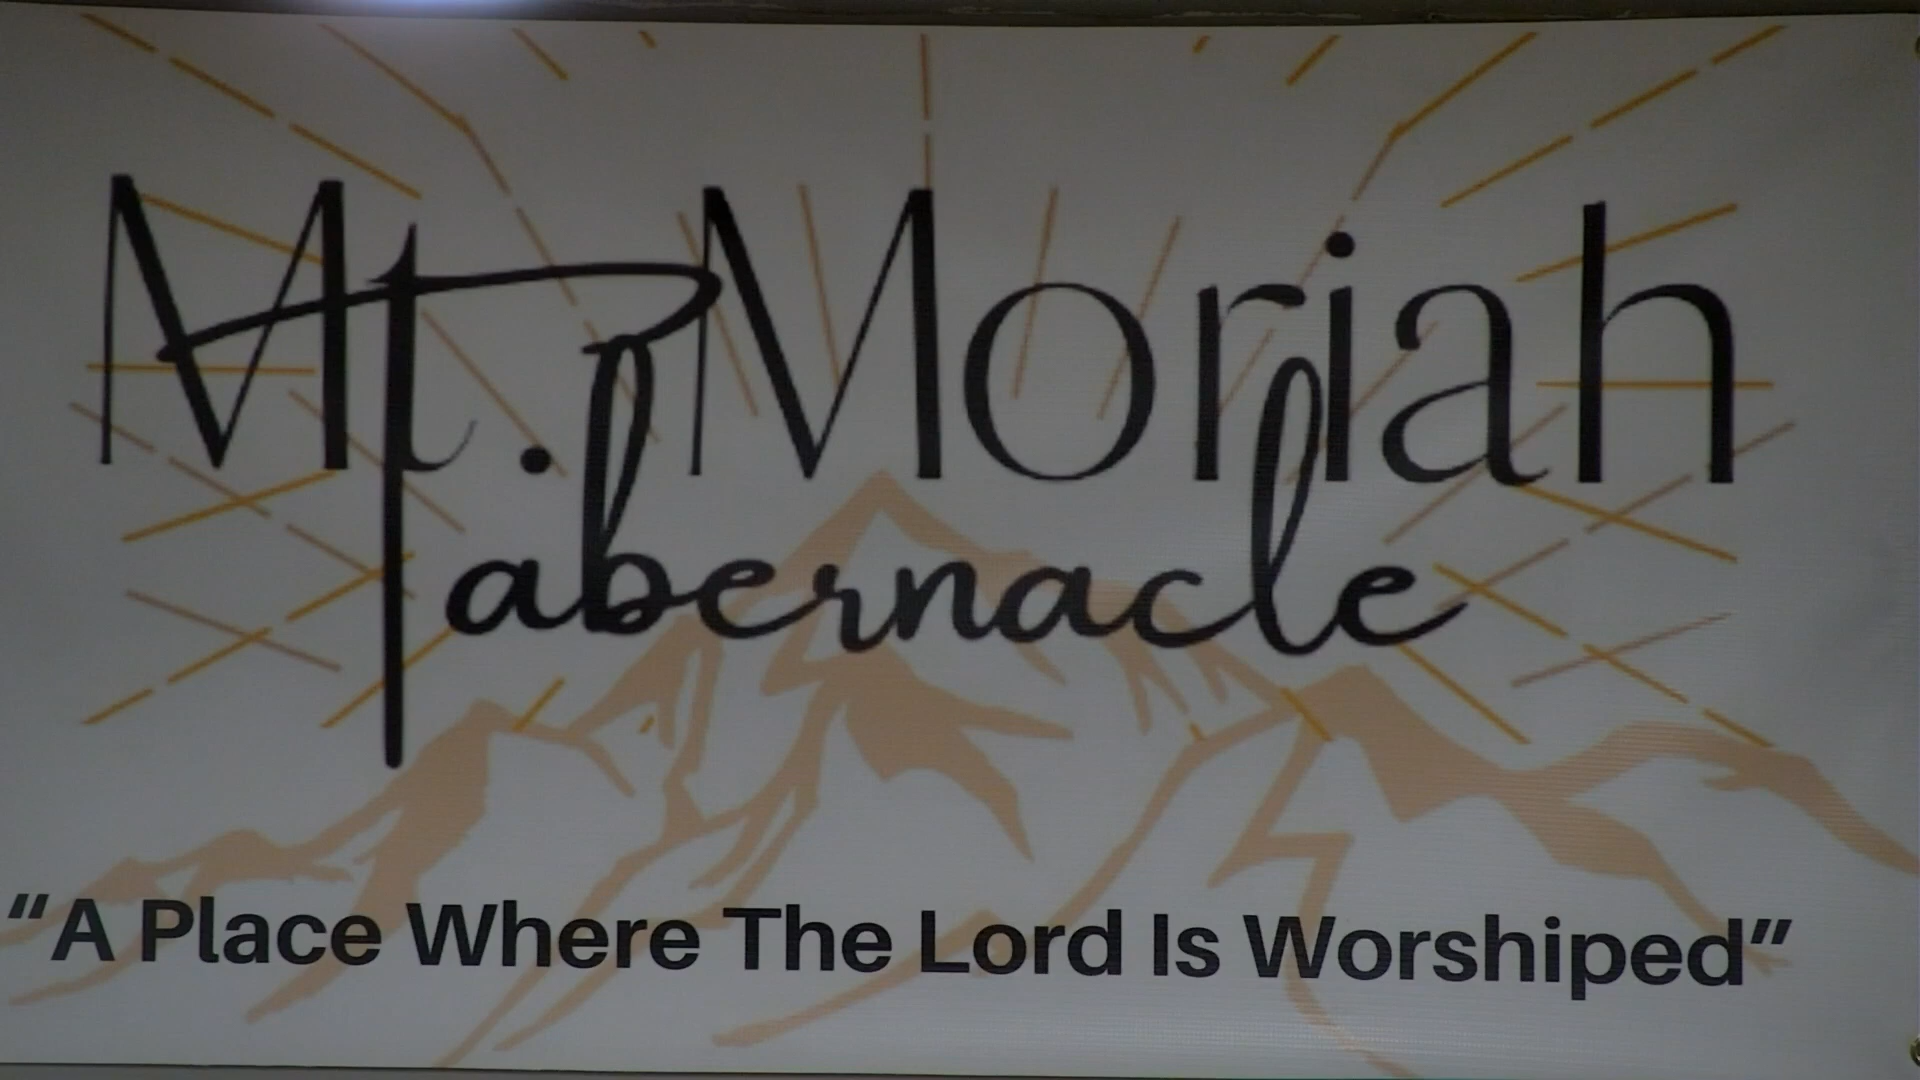 Mt. Moriah
Tabernacle
“A Place Where The Lord Is Worshiped”